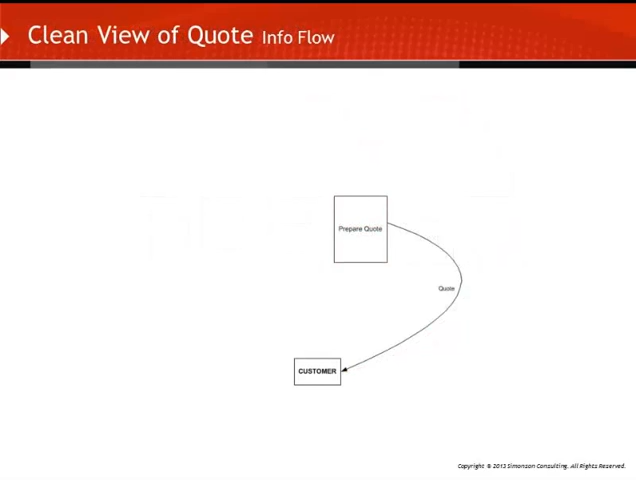 Clean View of Quote Info Flow
Prepare Quote
Quote
CUSTOMER
Copyright © 2013 Simonson Consulting. All Rights Reserved.